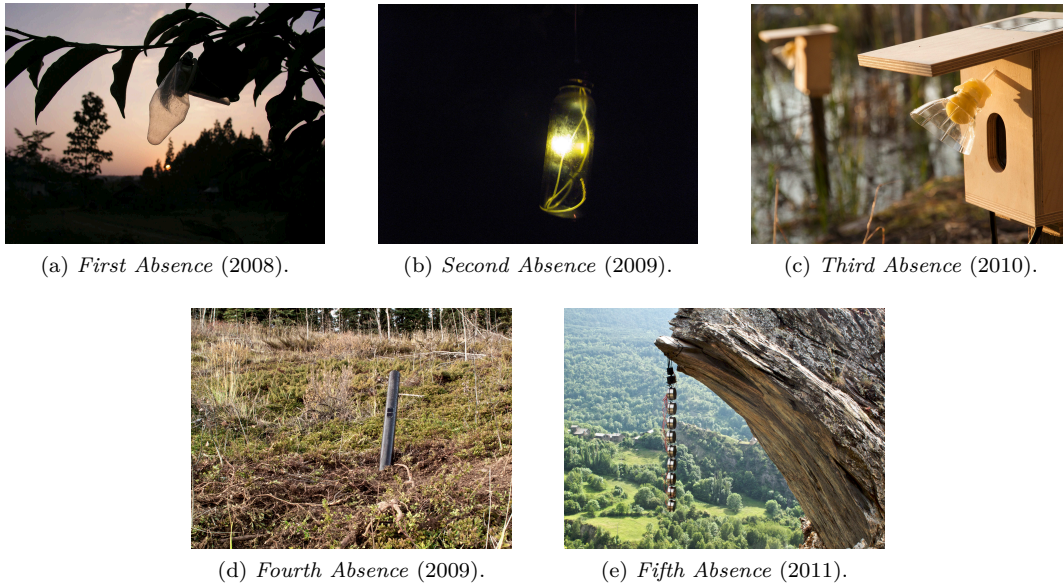 (a) First Absence (2008).
(b) Second Absence (2009).
(c) Third Absence (2010).
(d) Fourth Absence (2009).
(e) Fifth Absence (2011).